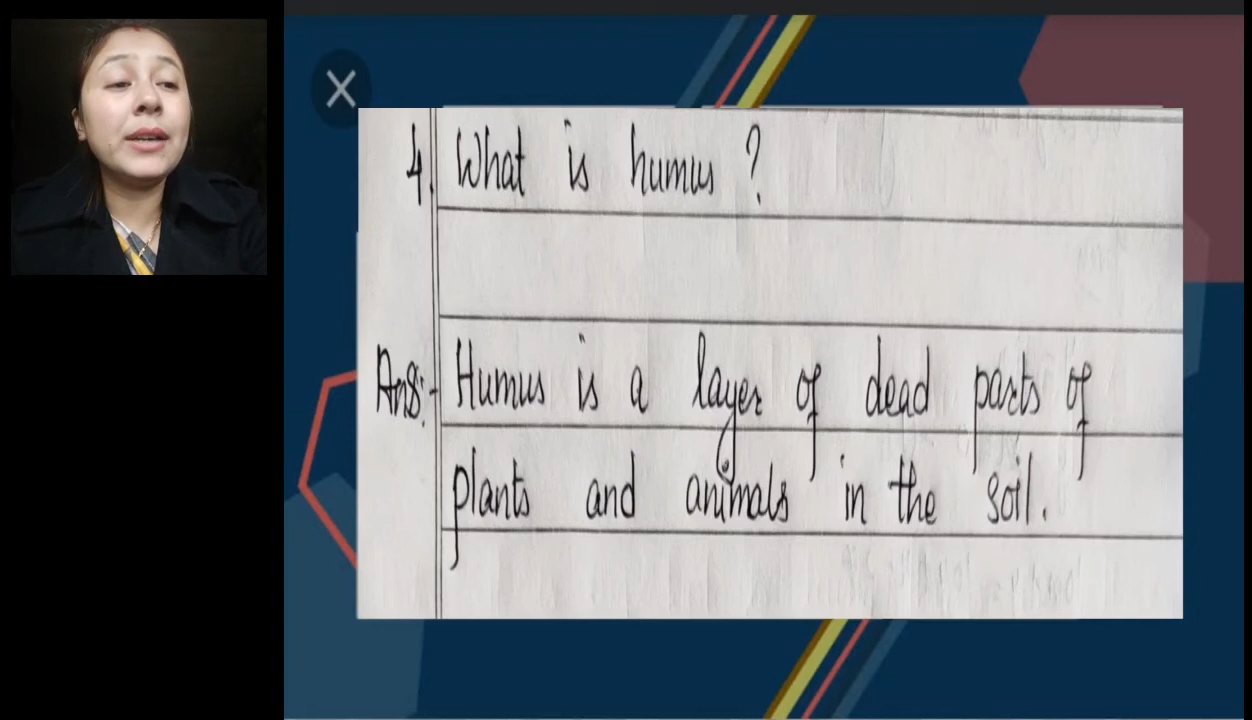 4. What is humus ?
Ans:- Humus is a layer of dead parts of
plants and animals in the soil.